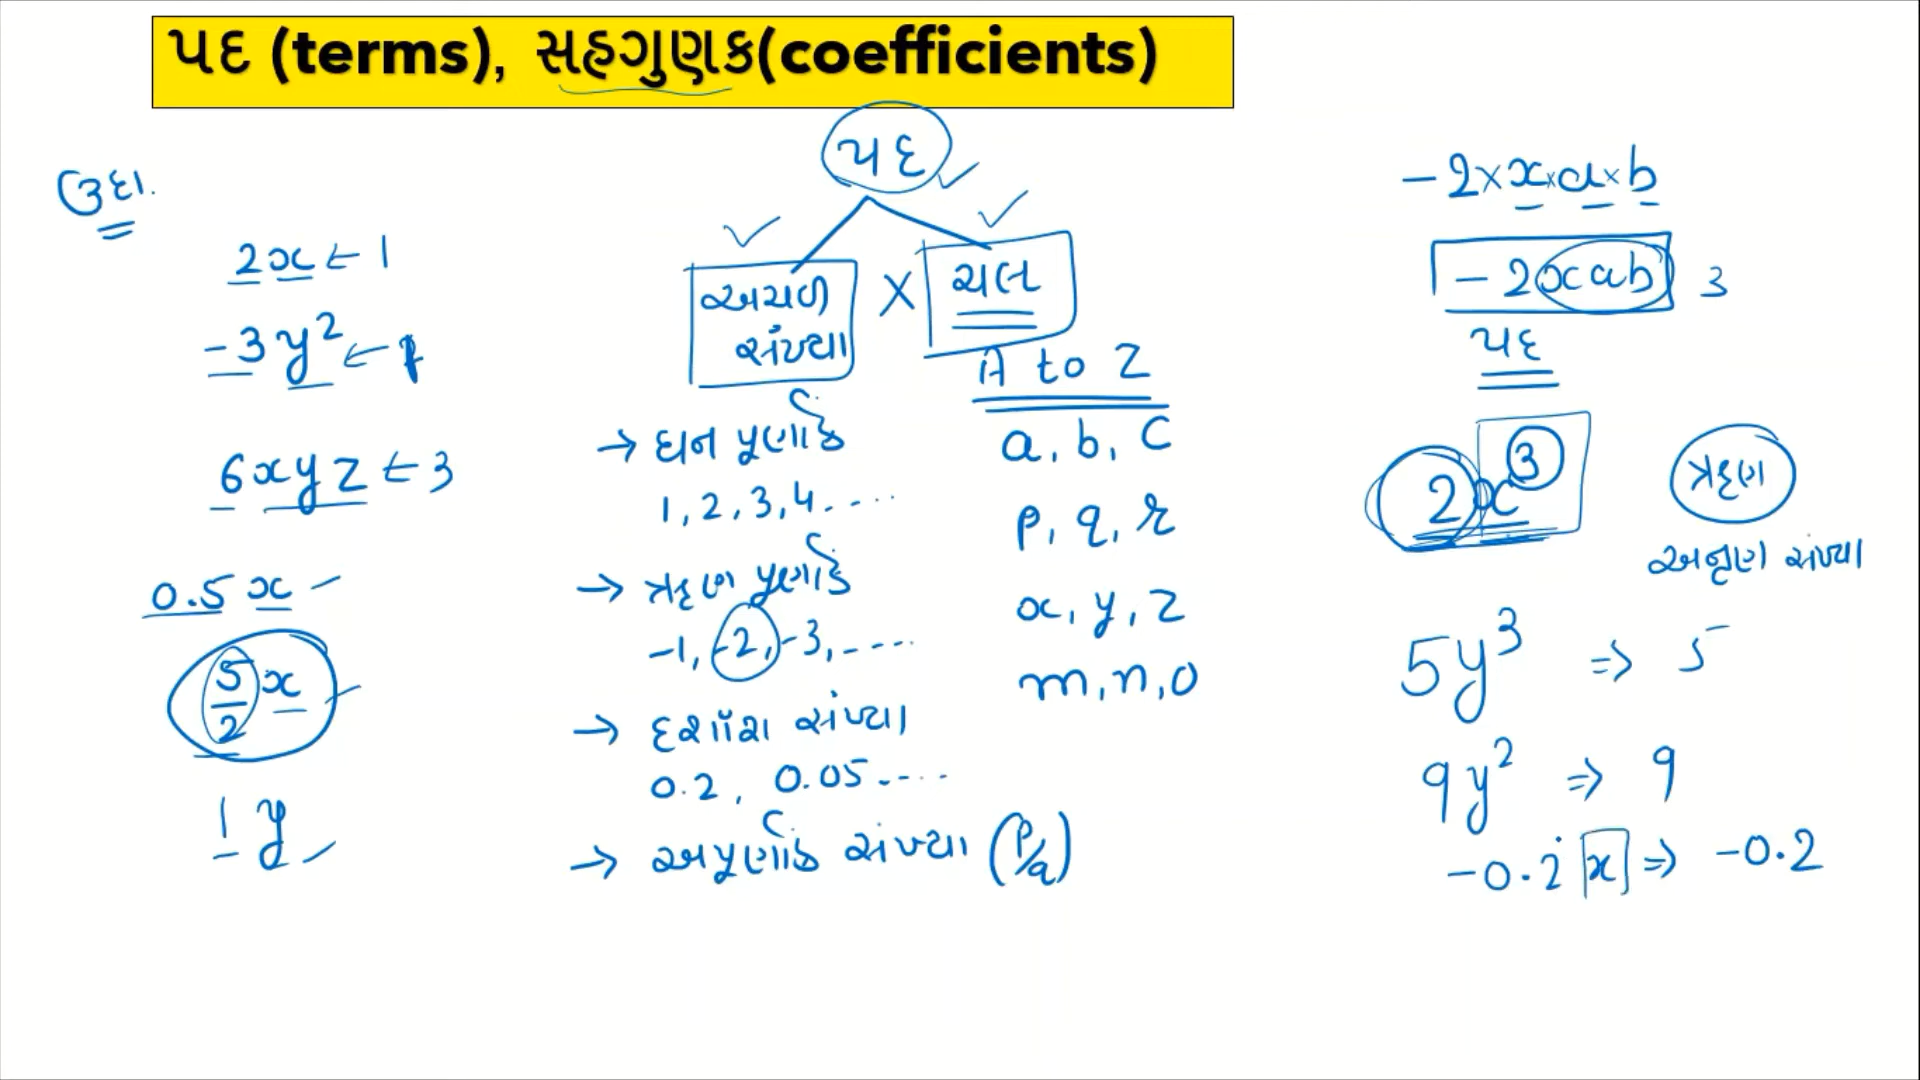 પદ (terms), સહગુણક(coefficients)
ઉદા.
2x ← 1
-3y² ← 1
6xyz ← 3
0.5x
5/2 x
1y
પદ
અચળ સંખ્યા × ચલ
A to Z
a, b, c
p, q, r
x, y, z
m, n, o
→ ધન પૂર્ણાંક
1, 2, 3, 4....
→ ઋણ પૂર્ણાંક
-1, -2, -3, .....
→ દશાંશ સંખ્યા
0.2, 0.05....
→ અપૂર્ણાંક સંખ્યા (p/q)
-2 × x × a × b
-2xab 3
પદ
2x³
ઋણ
અનૃણ સંખ્યા
5y³ ⇒ 5
9y² ⇒ 9
-0.2 x ⇒ -0.2